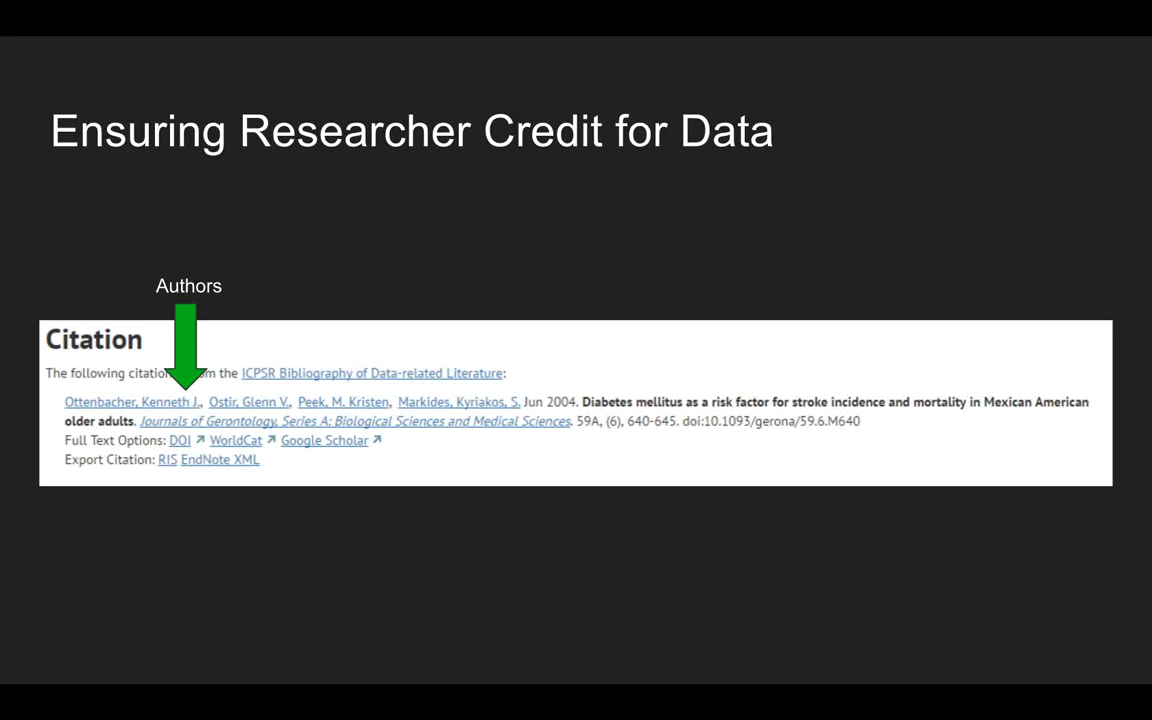 Ensuring Researcher Credit for Data
Authors
Citation
The following citation from the ICPSR Bibliography of Data-related Literature:
Ottenbacher, Kenneth J., Ostir, Glenn V., Peek, M. Kristen, Markides, Kyriakos, S. Jun 2004. Diabetes mellitus as a risk factor for stroke incidence and mortality in Mexican American
older adults. Journals of Gerontology, Series A: Biological Sciences and Medical Sciences. 59A, (6), 640-645. doi:10.1093/gerona/59.6.M640
Full Text Options: DOI WorldCat Google Scholar
Export Citation: RIS EndNote XML